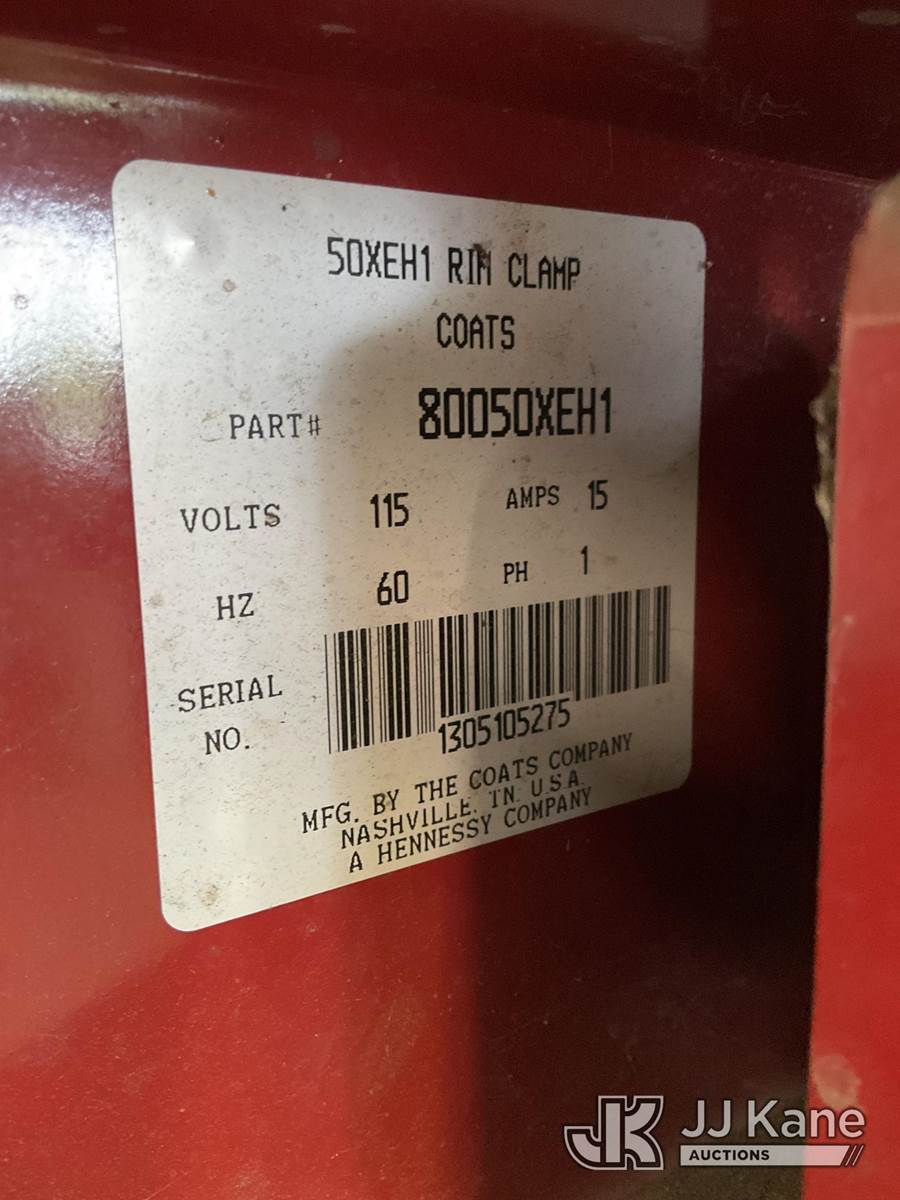 50XEH1 RIM CLAMP
COATS
PART# 80050XEH1
VOLTS 115 AMPS 15
HZ 60 PH 1
SERIAL
NO.
1305105275
MFG. BY THE COATS COMPANY
NASHVILLE, TN. U.S.A.
A HENNESSY COMPANY
JK JJ Kane
AUCTIONS